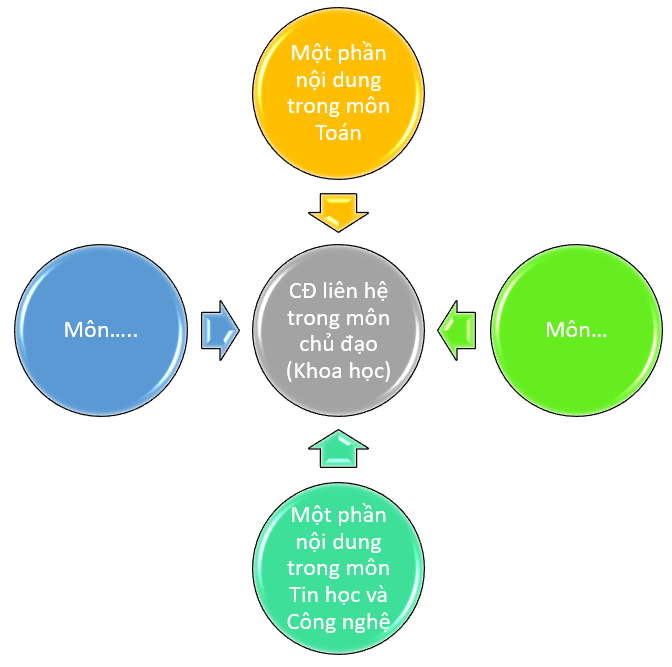 Một phần
nội dung
trong môn
Toán
Môn…..
CĐ liên hệ
trong môn
chủ đạo
(Khoa học)
Môn…
Một phần
nội dung
trong môn
Tin học và
Công nghệ